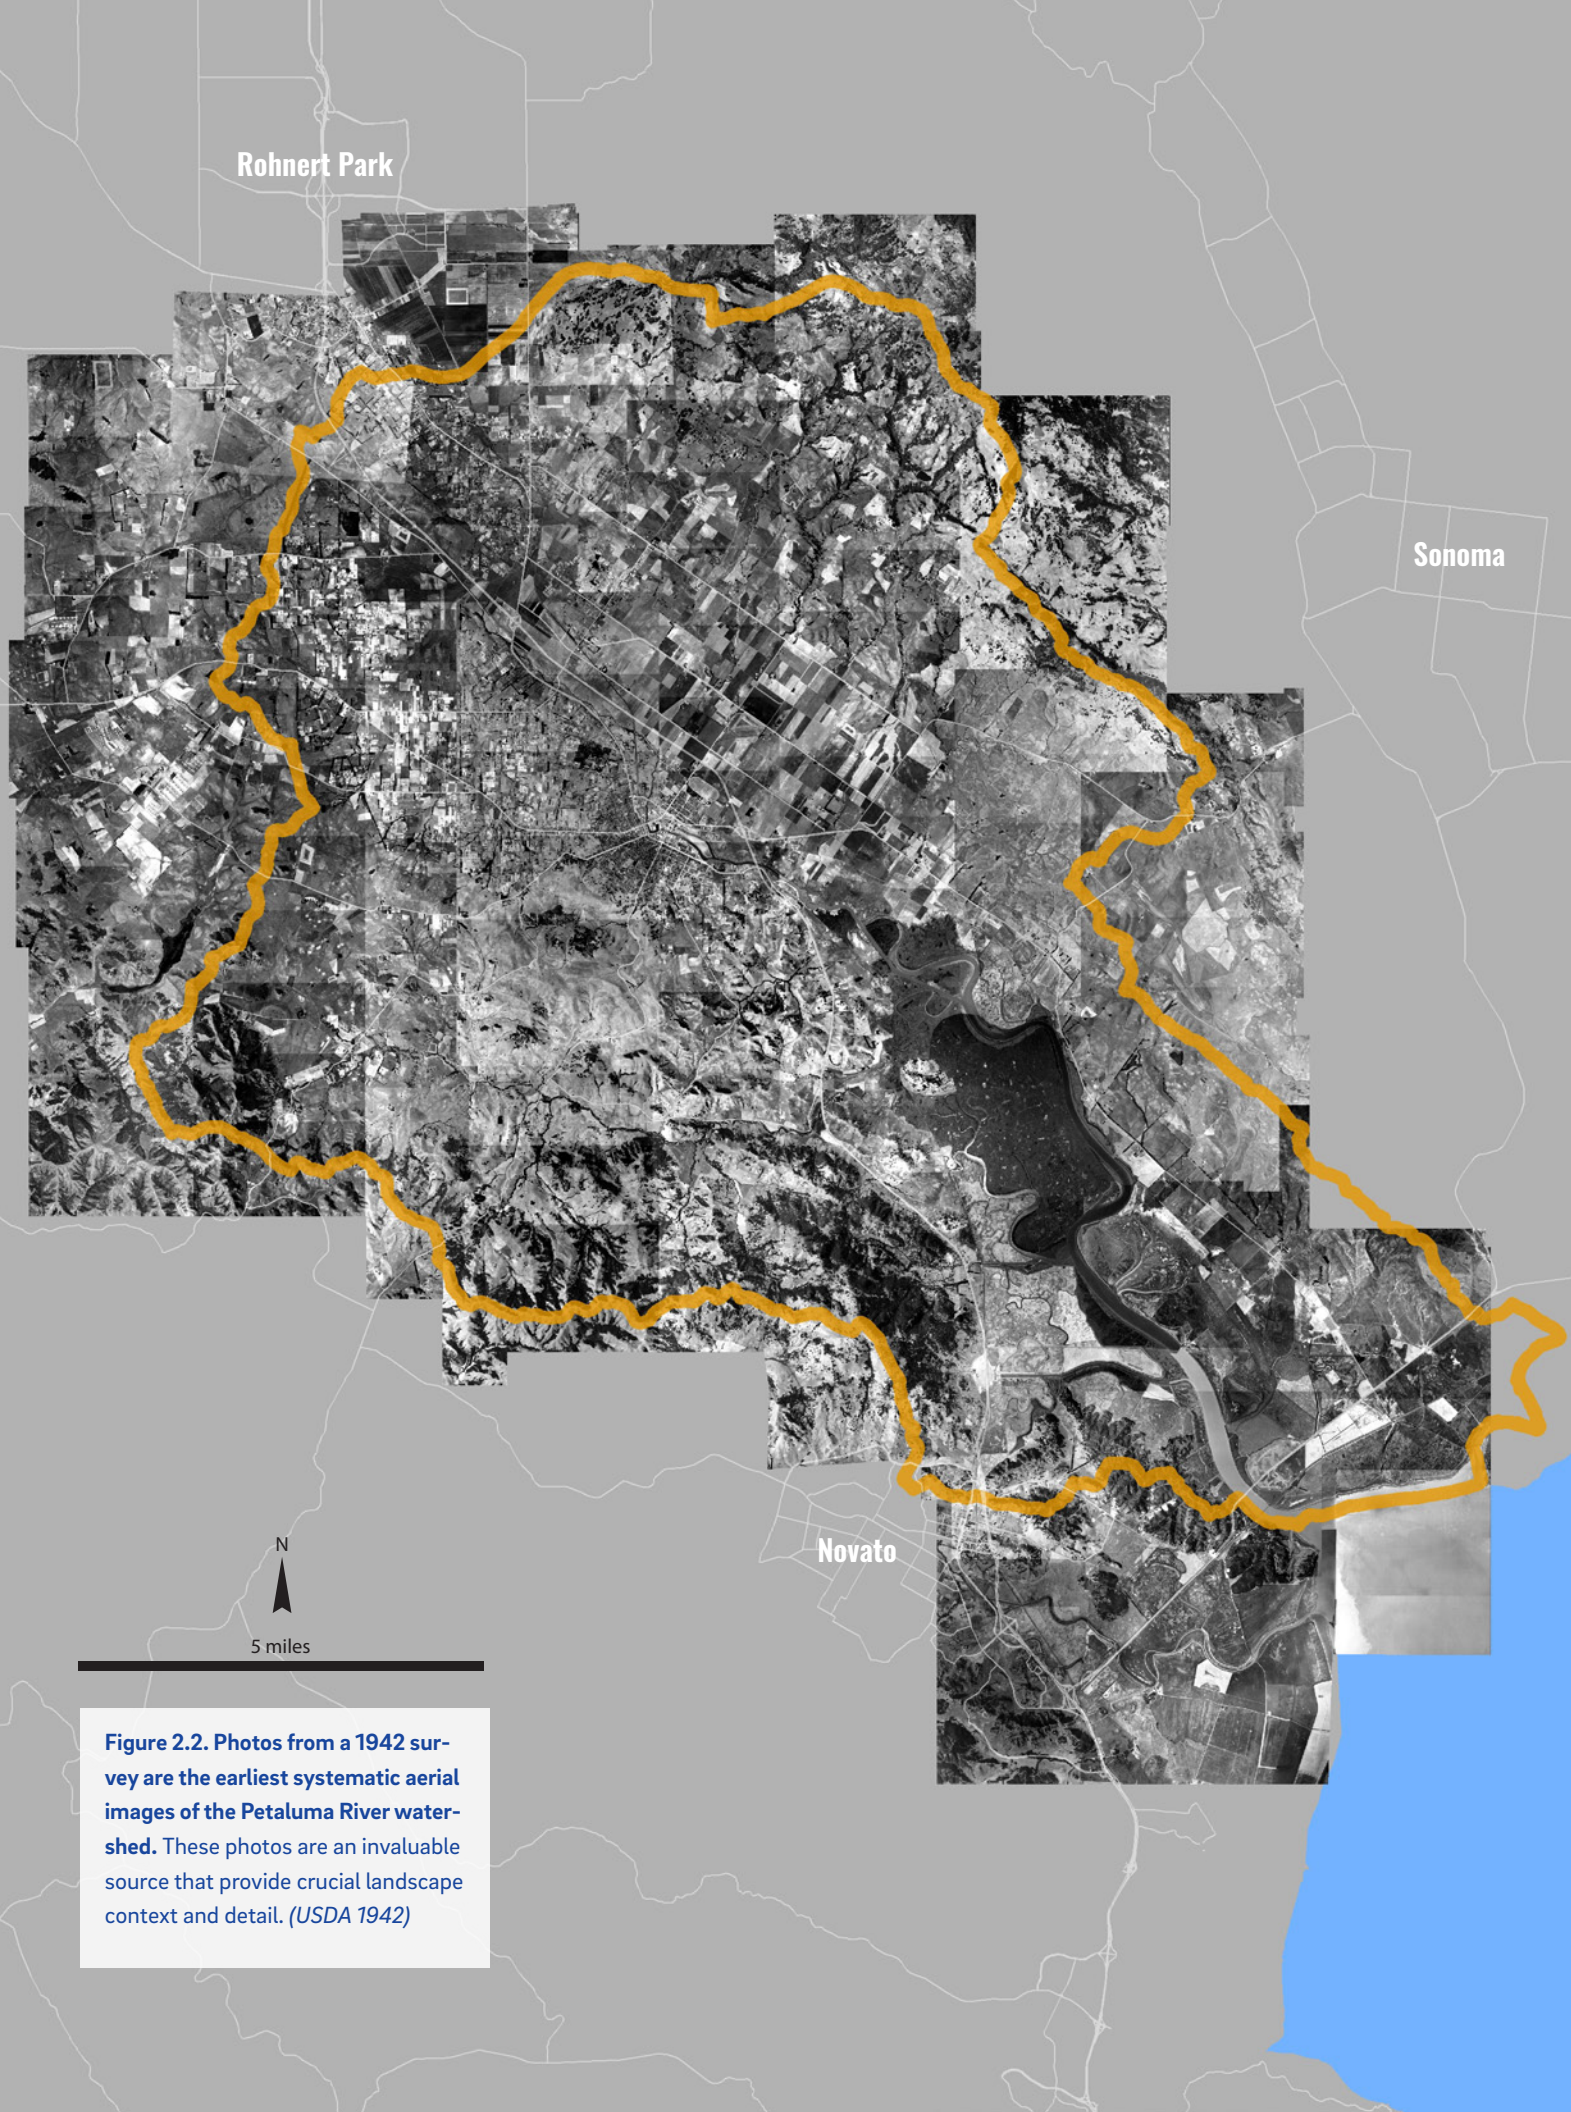 Rohnert Park
Sonoma
Novato
N
5 miles
Figure 2.2. Photos from a 1942 sur-
vey are the earliest systematic aerial
images of the Petaluma River water-
shed. These photos are an invaluable
source that provide crucial landscape
context and detail. (USDA 1942)